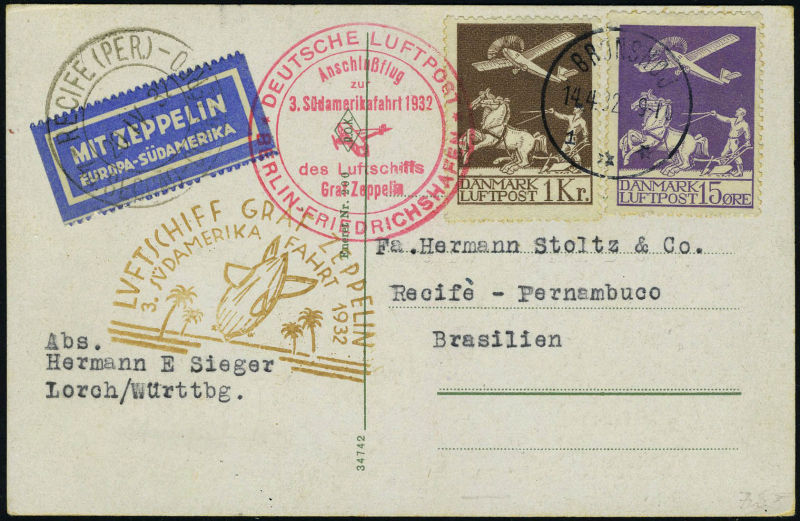 RECIFE (PER)
MIT ZEPPELIN
EUROPA-SÜDAMERIKA
DEUTSCHE LUFTPOST
Anschlußflug
zur
3. Südamerikafahrt 1932
des Luftschiffs
Graf Zeppelin
BERLIN-FRIEDRICHSHAFEN
BRØNSHØJ
14.4.32
1
DANMARK
LUFTPOST 1 Kr.
DANMARK
LUFTPOST 15 ØRE
LUFTSCHIFF GRAF ZEPPELIN
3. SÜDAMERIKA FAHRT 1932
Fa. Hermann Stoltz & Co.
Recifè - Pernambuco
Brasilien
Abs.
Hermann E Sieger
Lorch/Württbg.
34742